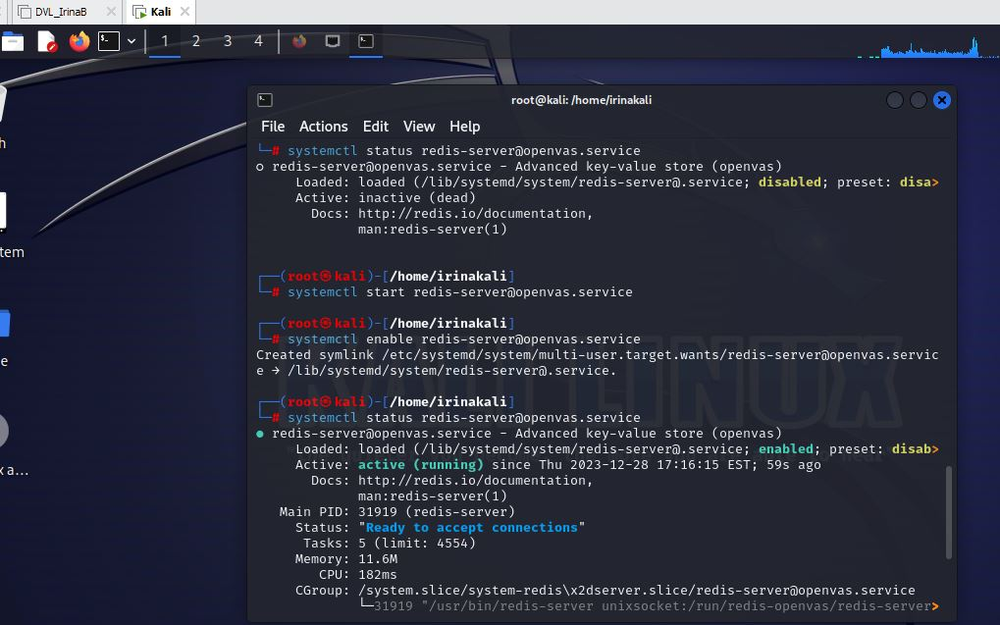 DVL_IrinaB
Kali
1 2 3 4
root@kali: /home/irinakali
File Actions Edit View Help
└─# systemctl status redis-server@openvas.service
○ redis-server@openvas.service - Advanced key-value store (openvas)
Loaded: loaded (/lib/systemd/system/redis-server@.service; disabled; preset: disa>
Active: inactive (dead)
Docs: http://redis.io/documentation,
man:redis-server(1)
┌──(root㉿kali)-[/home/irinakali]
└─# systemctl start redis-server@openvas.service
┌──(root㉿kali)-[/home/irinakali]
└─# systemctl enable redis-server@openvas.service
Created symlink /etc/systemd/system/multi-user.target.wants/redis-server@openvas.servic
e → /lib/systemd/system/redis-server@.service.
┌──(root㉿kali)-[/home/irinakali]
└─# systemctl status redis-server@openvas.service
● redis-server@openvas.service - Advanced key-value store (openvas)
Loaded: loaded (/lib/systemd/system/redis-server@.service; enabled; preset: disab>
Active: active (running) since Thu 2023-12-28 17:16:15 EST; 59s ago
Docs: http://redis.io/documentation,
man:redis-server(1)
Main PID: 31919 (redis-server)
Status: "Ready to accept connections"
Tasks: 5 (limit: 4554)
Memory: 11.6M
CPU: 182ms
CGroup: /system.slice/system-redis\x2dserver.slice/redis-server@openvas.service
└─31919 "/usr/bin/redis-server unixsocket:/run/redis-openvas/redis-server>